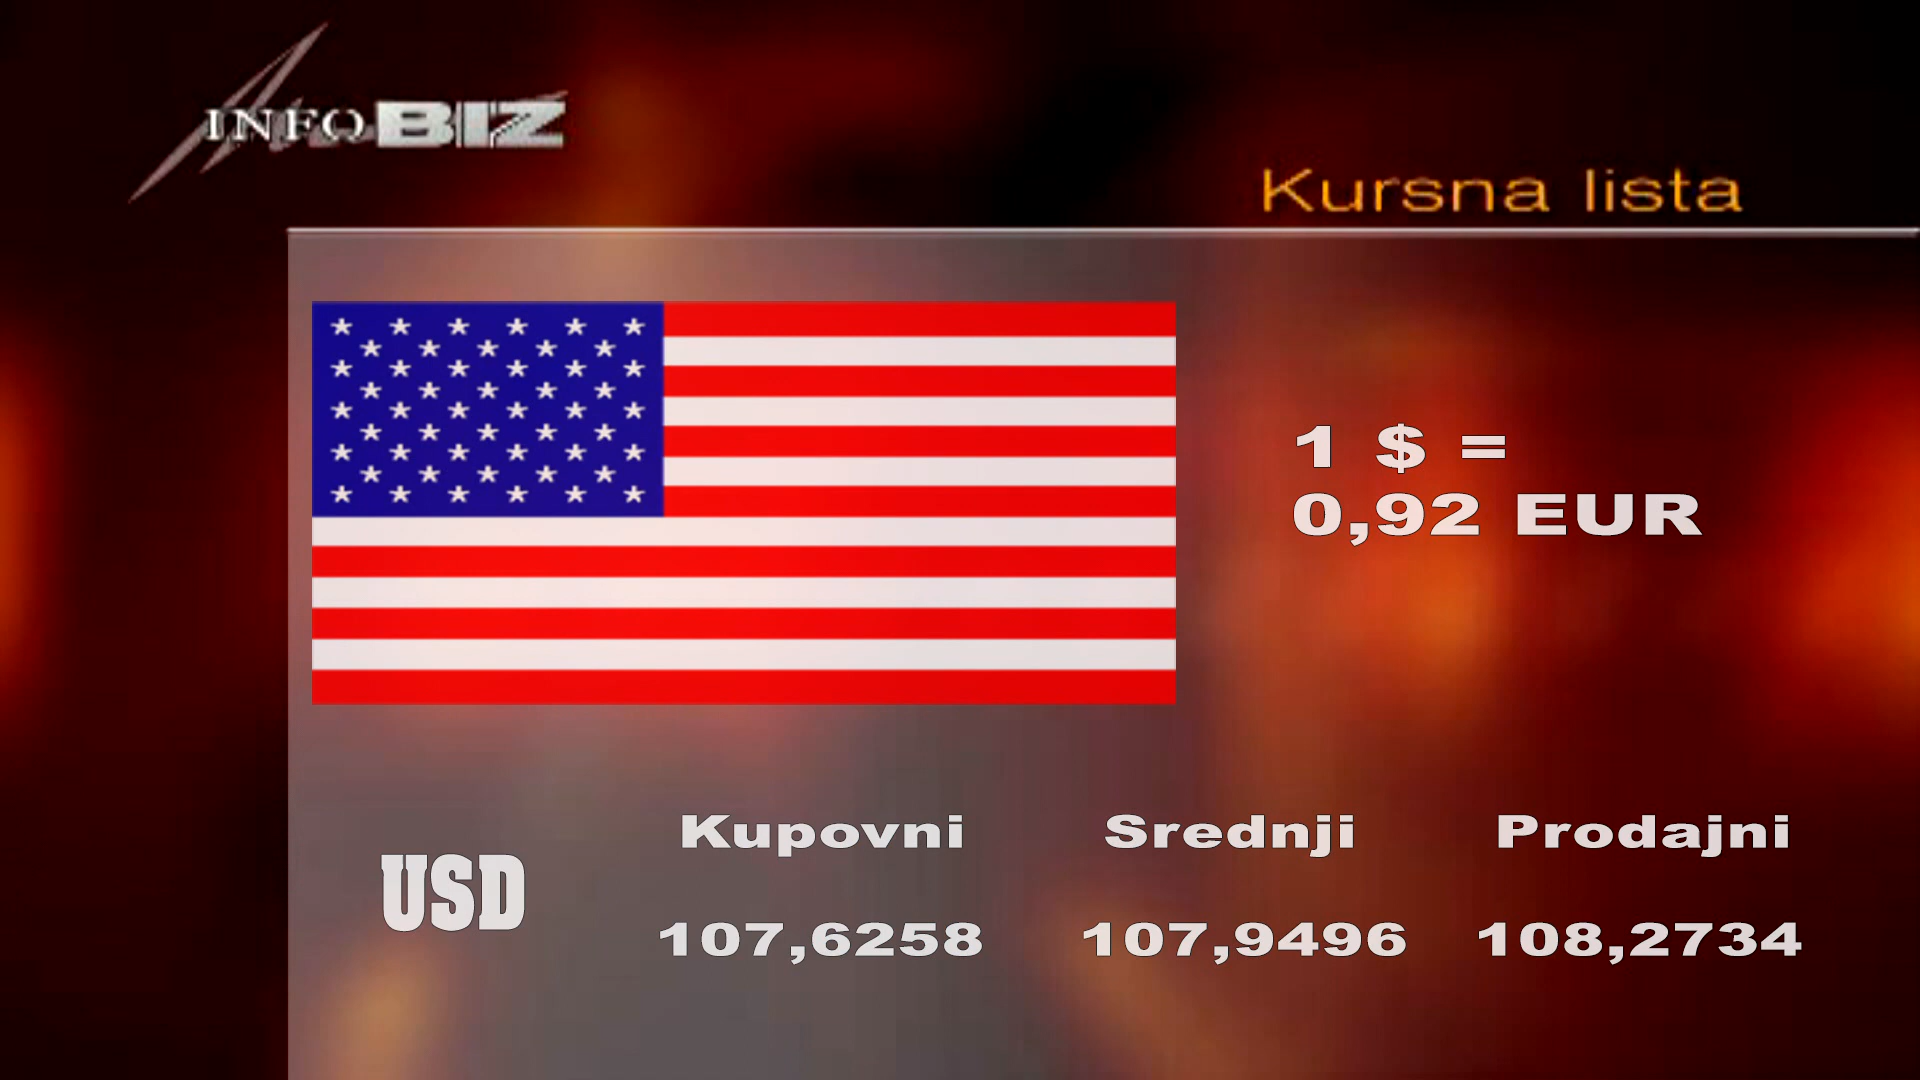 INFO BIZ
Kursna lista
1 $ =
0,92 EUR
Kupovni Srednji Prodajni
USD
107,6258 107,9496 108,2734